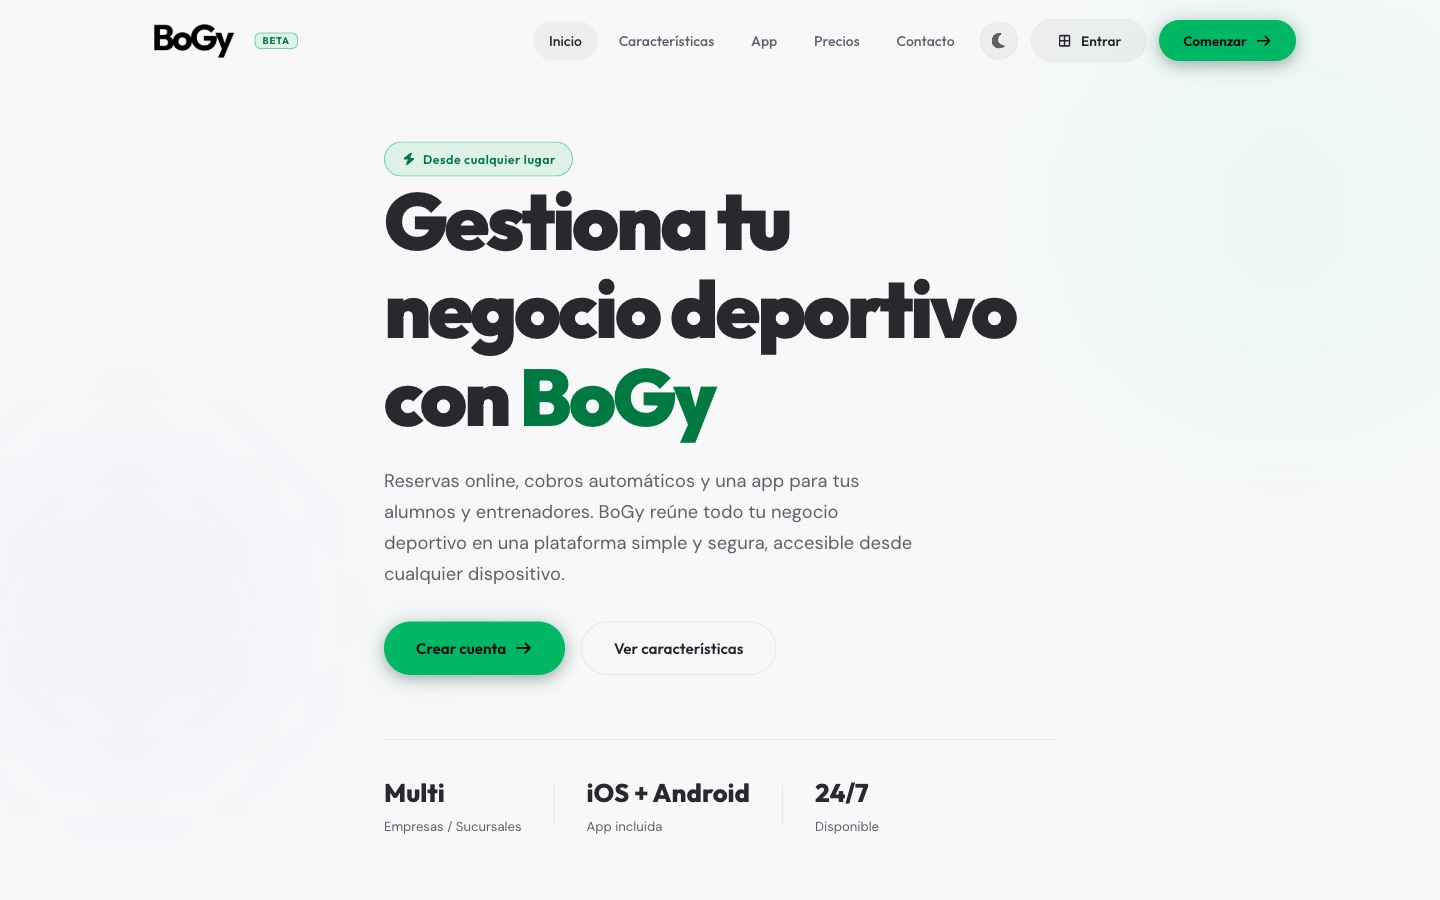 BoGy
BETA
Inicio
Características
App
Precios
Contacto
Entrar
Comenzar
Desde cualquier lugar
Gestiona tu
negocio deportivo
con BoGy
Reservas online, cobros automáticos y una app para tus
alumnos y entrenadores. BoGy reúne todo tu negocio
deportivo en una plataforma simple y segura, accesible desde
cualquier dispositivo.
Crear cuenta
Ver características
Multi
Empresas / Sucursales
iOS + Android
App incluida
24/7
Disponible